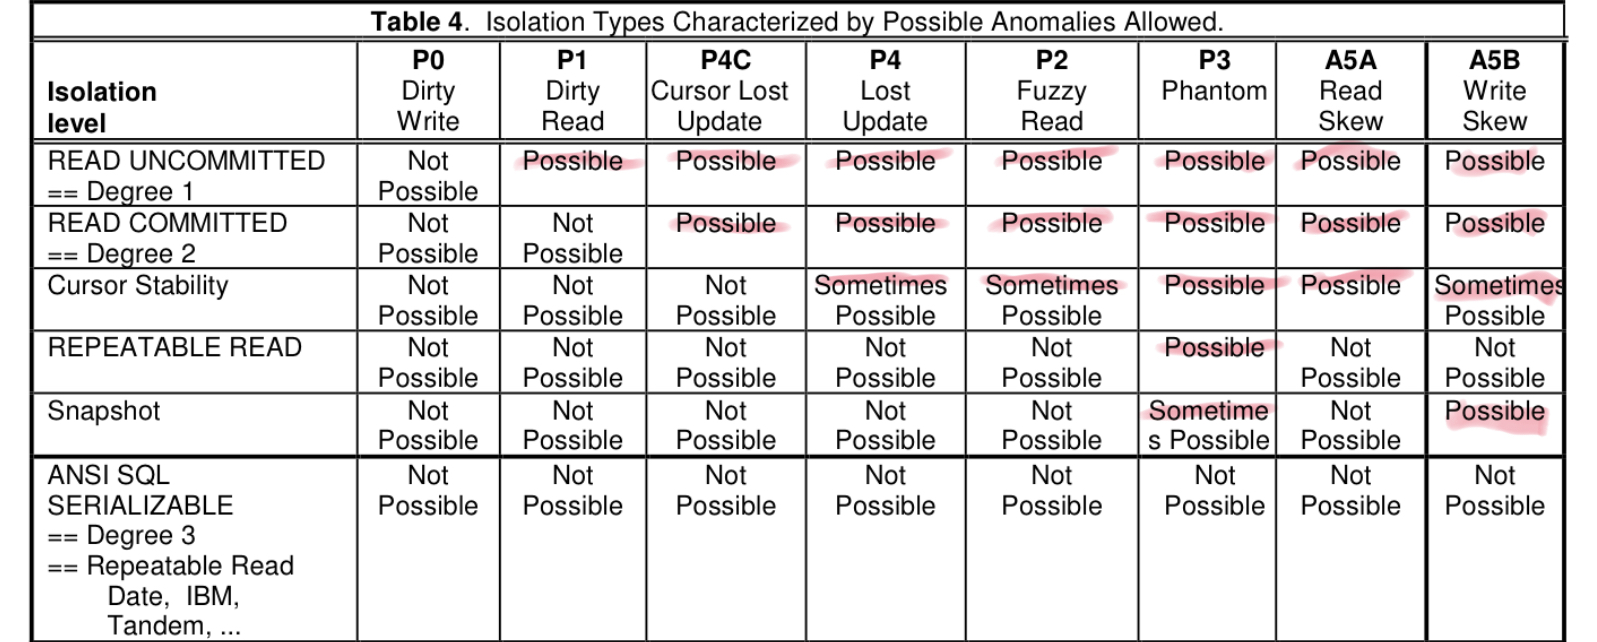 Table 4. Isolation Types Characterized by Possible Anomalies Allowed.
Isolation level P0 Dirty Write P1 Dirty Read P4C Cursor Lost Update P4 Lost Update P2 Fuzzy Read P3 Phantom A5A Read Skew A5B Write Skew
READ UNCOMMITTED == Degree 1 Not Possible Possible Possible Possible Possible Possible Possible Possible
READ COMMITTED == Degree 2 Not Possible Not Possible Possible Possible Possible Possible Possible Possible
Cursor Stability Not Possible Not Possible Not Possible Sometimes Possible Sometimes Possible Possible Possible Sometimes Possible
REPEATABLE READ Not Possible Not Possible Not Possible Not Possible Not Possible Possible Not Possible Not Possible
Snapshot Not Possible Not Possible Not Possible Not Possible Not Possible Sometime s Possible Not Possible Possible
ANSI SQL SERIALIZABLE Not Possible Not Possible Not Possible Not Possible Not Possible Not Possible Not Possible Not Possible
== Degree 3
== Repeatable Read
Date, IBM,
Tandem, ...